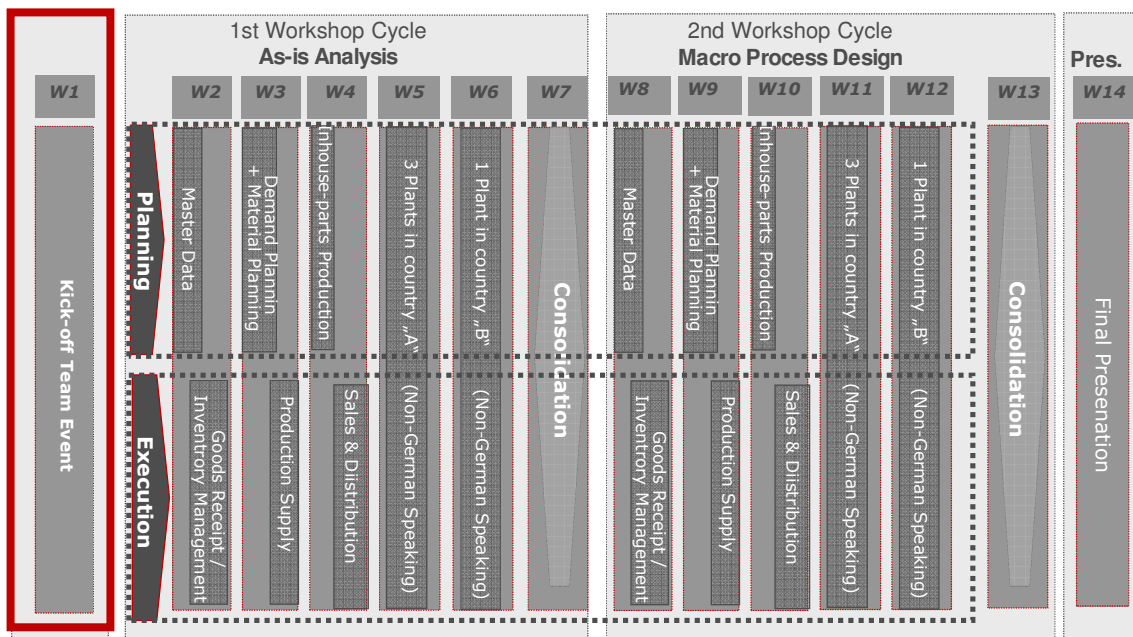 1st Workshop Cycle
As-is Analysis
2nd Workshop Cycle
Macro Process Design
Pres.
W1
W2
W3
W4
W5
W6
W7
W8
W9
W10
W11
W12
W13
W14
Kick-off Team Event
Planning
Execution
Master Data
Goods Receipt /
Inventrory Management
Demand Plannin
+ Material Planning
Production Supply
Inhouse-parts Production
Sales & Diistribution
3 Plants in country „A“
(Non-German Speaking)
1 Plant in country „B“
(Non-German Speaking)
Consolidation
Master Data
Goods Receipt /
Inventrory Management
Demand Plannin
+ Material Planning
Production Supply
Inhouse-parts Production
Sales & Diistribution
3 Plants in country „A“
(Non-German Speaking)
1 Plant in country „B“
(Non-German Speaking)
Consolidation
Final Presenation